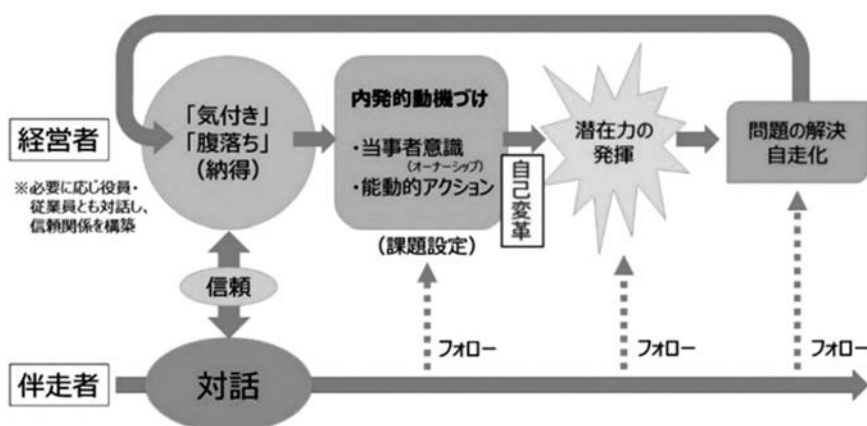 経営者
※必要に応じ役員・
従業員とも対話し、
信頼関係を構築
「気付き」
「腹落ち」
(納得)
内発的動機づけ
・当事者意識
(オーナーシップ)
・能動的アクション
(課題設定)
自己変革
潜在力の
発揮
問題の解決
自走化
信頼
フォロー
フォロー
フォロー
伴走者
対話